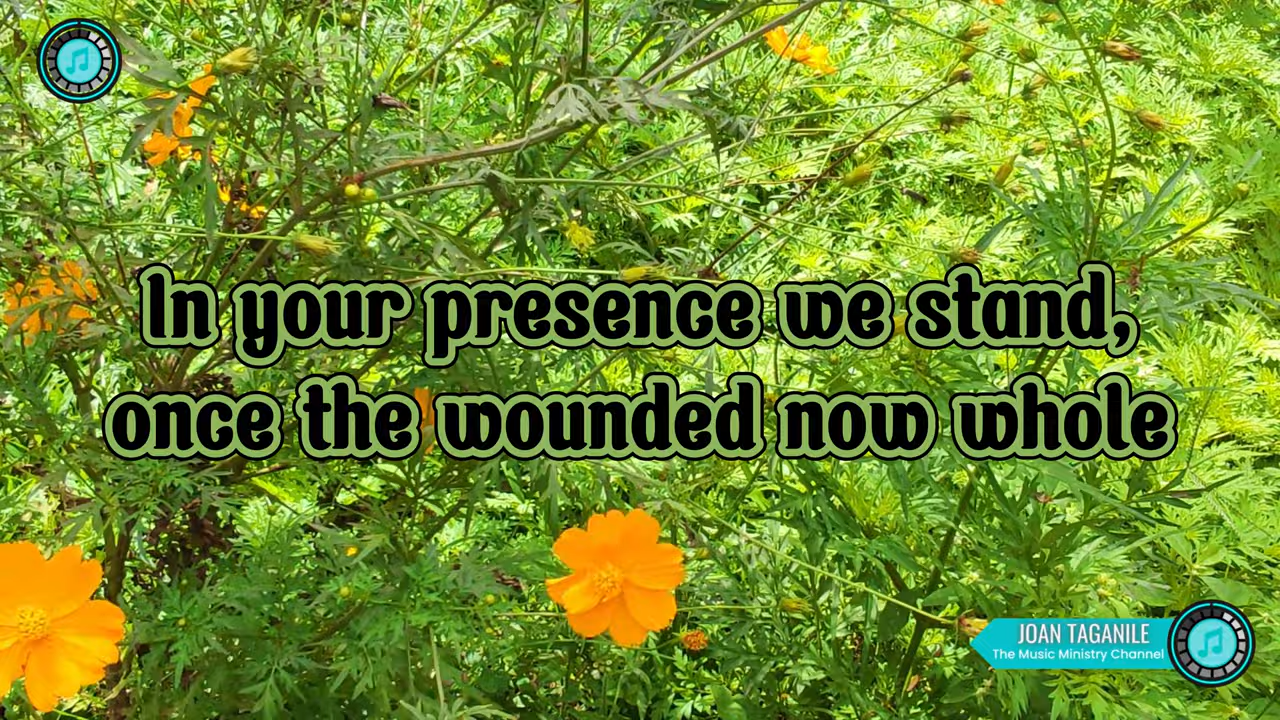 In your presence we stand,
once the wounded now whole
JOAN TAGANILE
The Music Ministry Channel